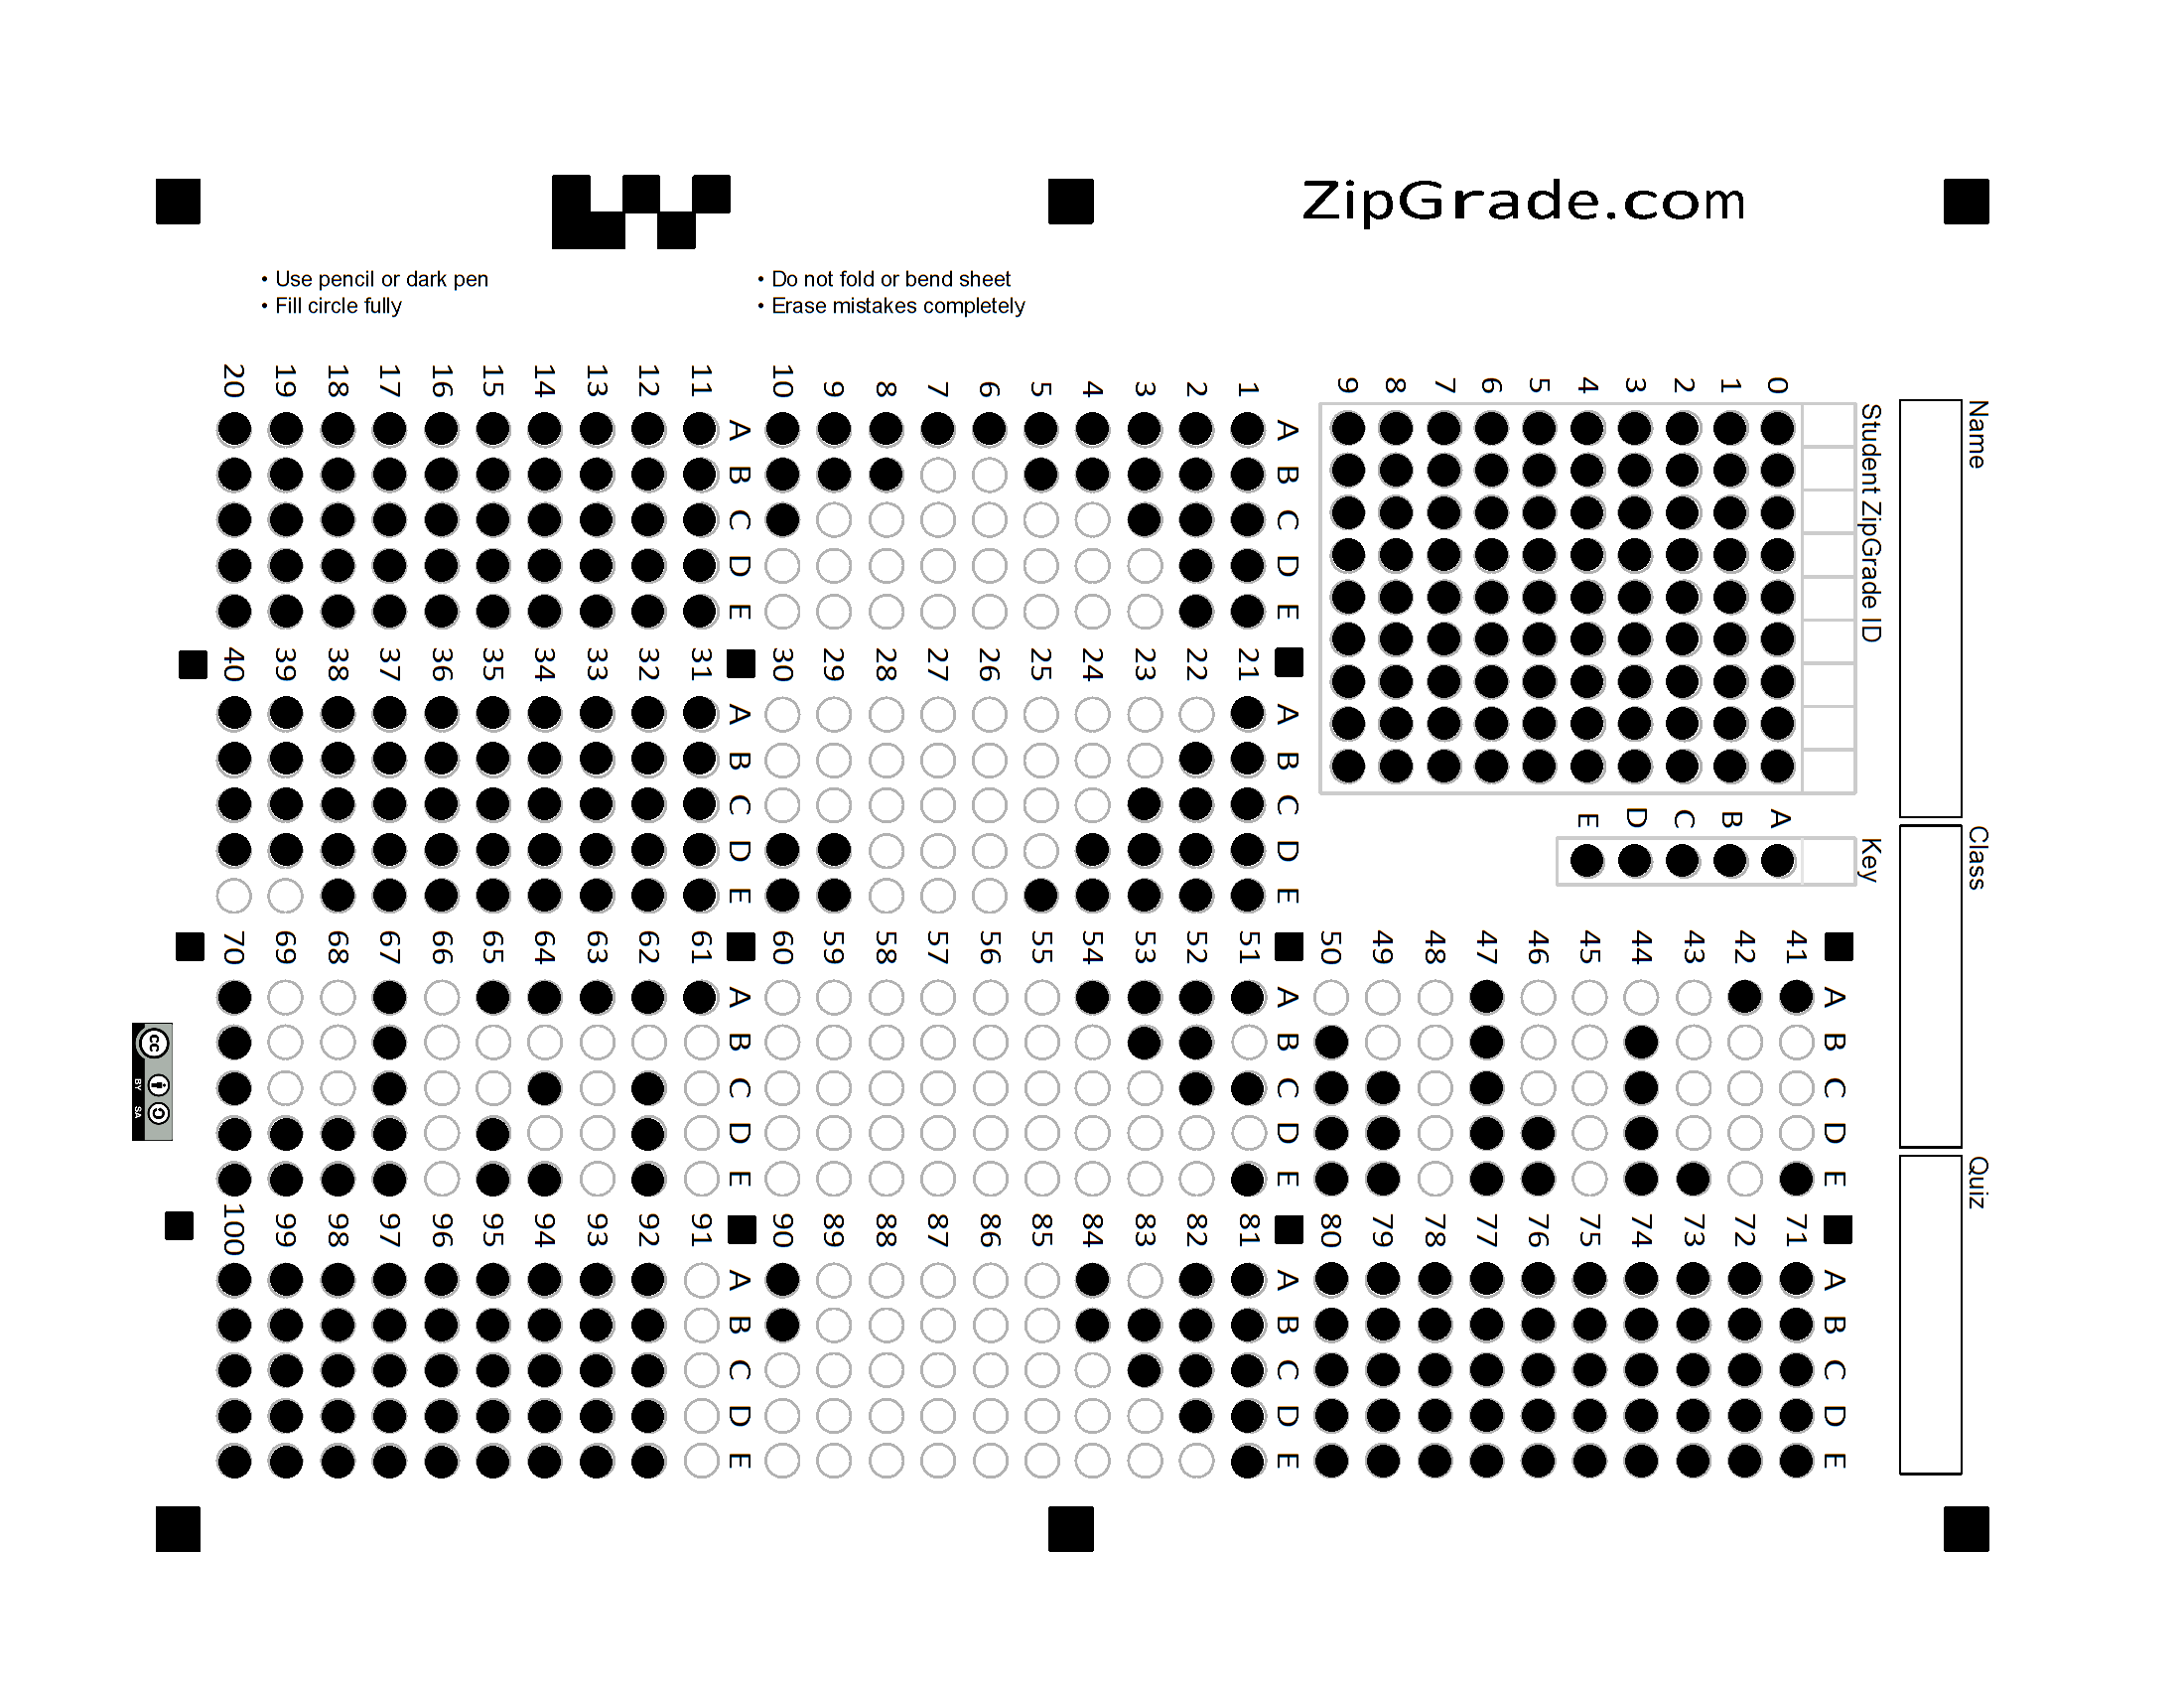 ZipGrade.com
• Use pencil or dark pen
• Fill circle fully
• Do not fold or bend sheet
• Erase mistakes completely
Name
Class
Quiz
Student ZipGrade ID
0 1 2 3 4 5 6 7 8 9
Key
A B C D E
1 2 3 4 5 6 7 8 9 10
A B C D E
11 12 13 14 15 16 17 18 19 20
A B C D E
21 22 23 24 25 26 27 28 29 30
A B C D E
31 32 33 34 35 36 37 38 39 40
A B C D E
41 42 43 44 45 46 47 48 49 50
A B C D E
51 52 53 54 55 56 57 58 59 60
A B C D E
61 62 63 64 65 66 67 68 69 70
A B C D E
71 72 73 74 75 76 77 78 79 80
A B C D E
81 82 83 84 85 86 87 88 89 90
A B C D E
91 92 93 94 95 96 97 98 99 100
A B C D E
cc
BY SA